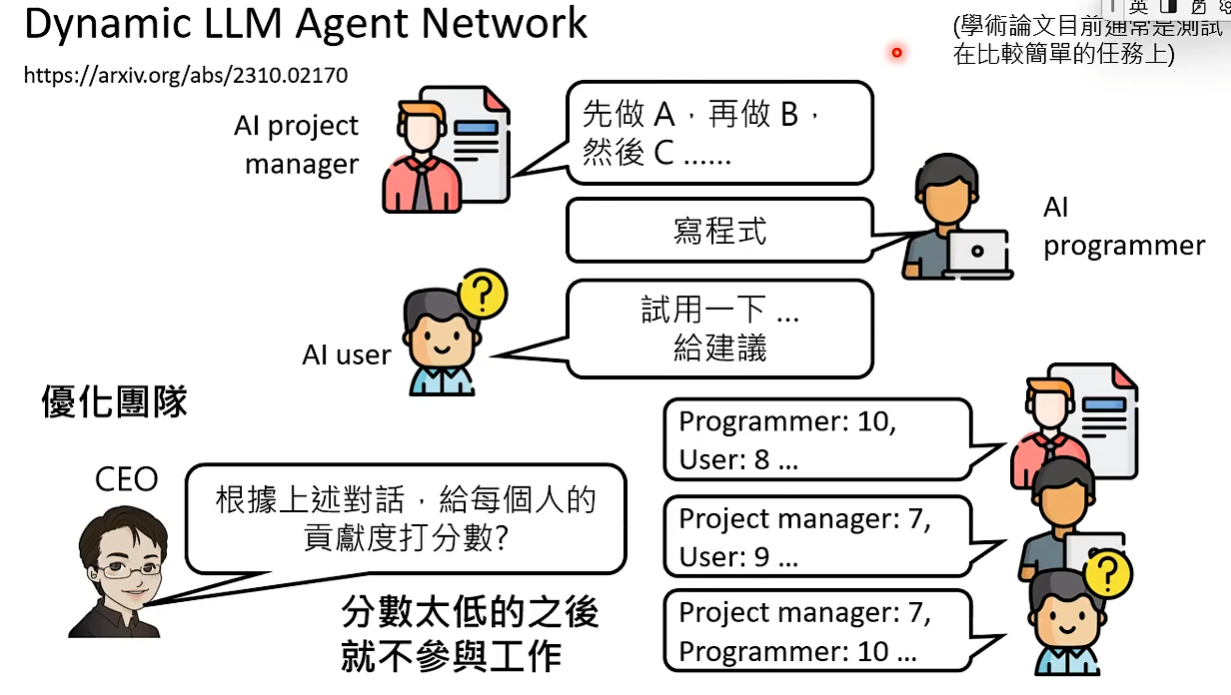 Dynamic LLM Agent Network
英
(學術論文目前通常是測試
在比較簡單的任務上)
https://arxiv.org/abs/2310.02170
AI project
manager
先做 A，再做 B，
然後 C ......
寫程式
AI
programmer
?
AI user
試用一下 ...
給建議
優化團隊
CEO
根據上述對話，給每個人的
貢獻度打分數?
分數太低的之後
就不參與工作
Programmer: 10,
User: 8 ...
Project manager: 7,
User: 9 ...
?
Project manager: 7,
Programmer: 10 ...